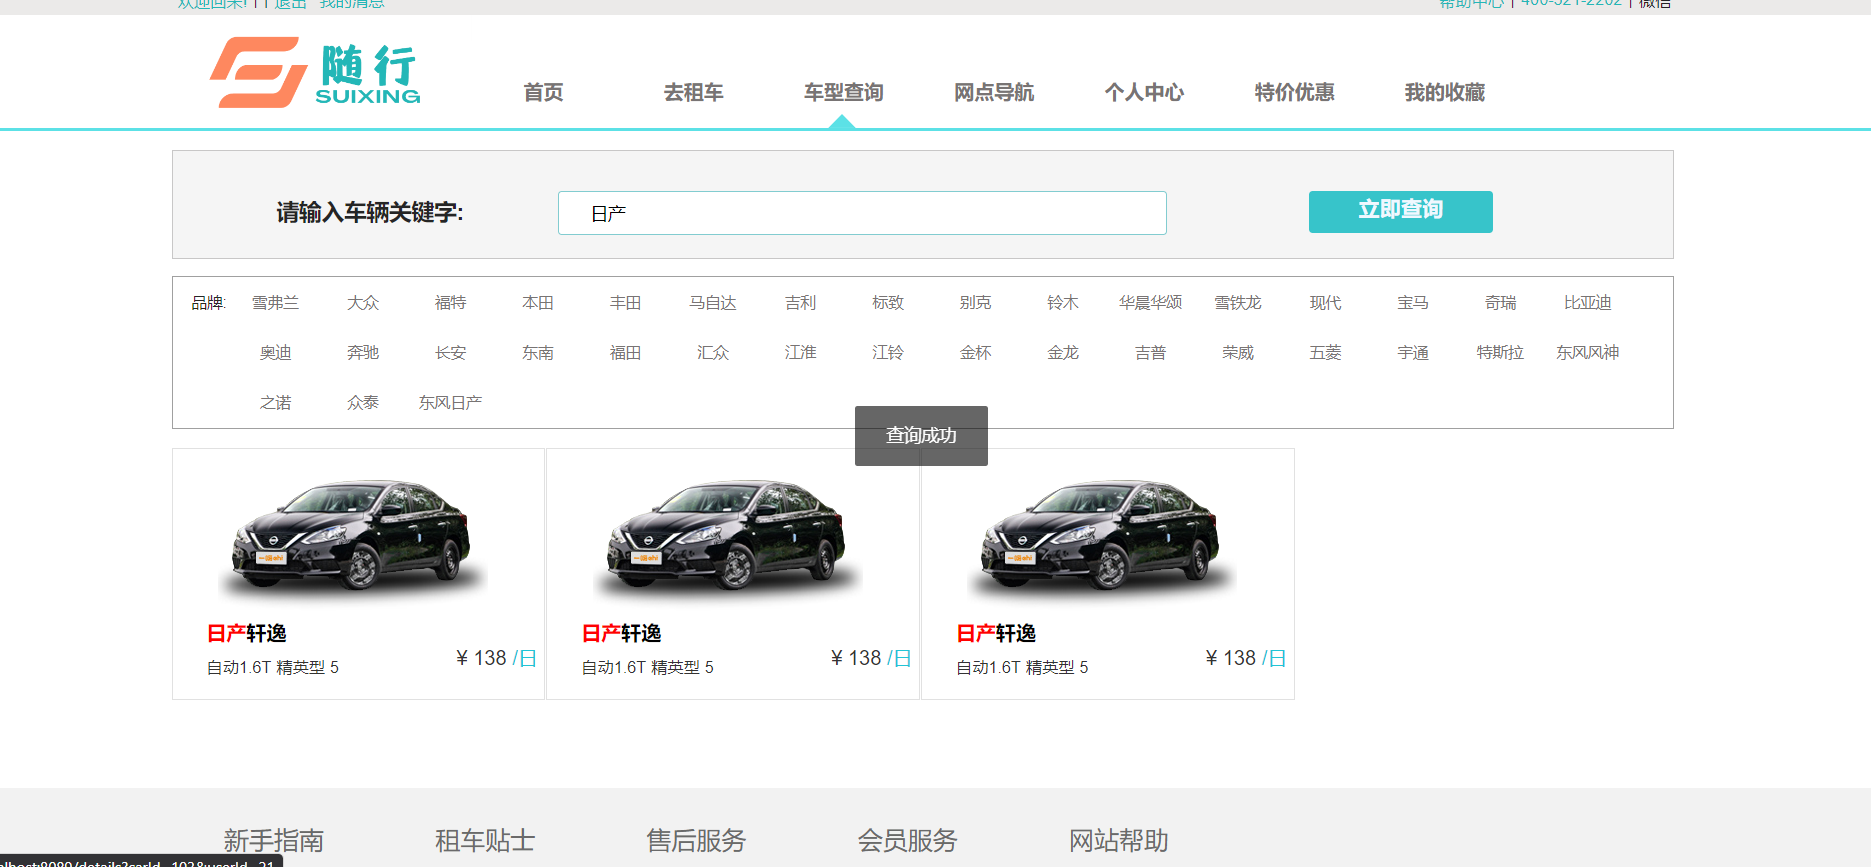 欢迎回来! 11 退出 我的消息
帮助中心 | 400-521-2202 | 微信
随行
SUIXING
首页 去租车 车型查询 网点导航 个人中心 特价优惠 我的收藏
请输入车辆关键字: 日产 立即查询
品牌: 雪弗兰 大众 福特 本田 丰田 马自达 吉利 标致 别克 铃木 华晨华颂 雪铁龙 现代 宝马 奇瑞 比亚迪
奥迪 奔驰 长安 东南 福田 汇众 江淮 江铃 金杯 金龙 吉普 荣威 五菱 宇通 特斯拉 东风风神
之诺 众泰 东风日产
查询成功
日产轩逸 日产轩逸 日产轩逸
¥ 138 /日 ¥ 138 /日 ¥ 138 /日
自动1.6T 精英型 5 自动1.6T 精英型 5 自动1.6T 精英型 5
新手指南 租车贴士 售后服务 会员服务 网站帮助